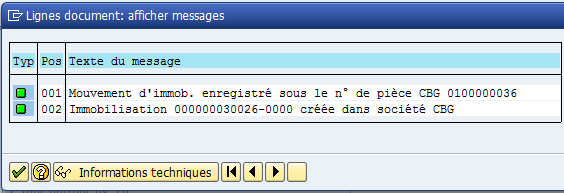 Lignes document: afficher messages
Typ Pos Texte du message
001 Mouvement d'immob. enregistré sous le n° de pièce CBG 0100000036
002 Immobilisation 000000030026-0000 créée dans société CBG
Informations techniques